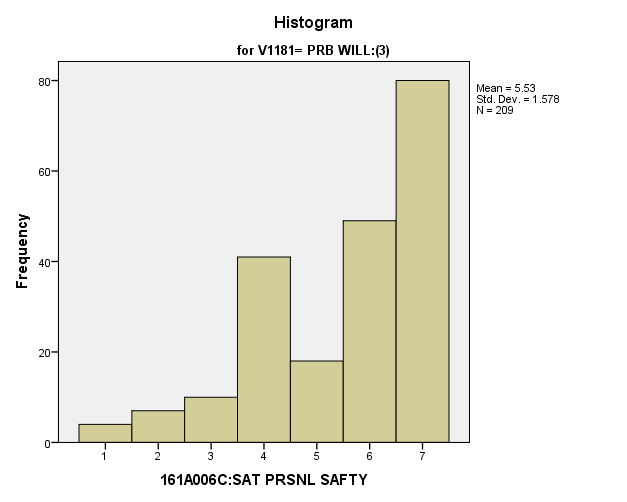 Histogram
for V1181= PRB WILL:(3)
Mean = 5.53
Std. Dev. = 1.578
N = 209
Frequency
80
60
40
20
0
1 2 3 4 5 6 7
161A006C:SAT PRSNL SAFTY